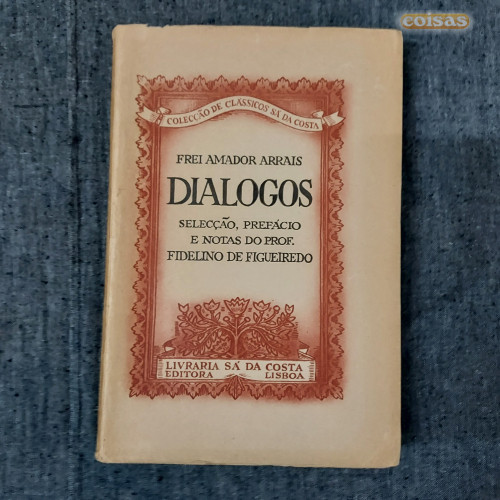 coisas
COLECÇÃO DE CLÁSSICOS SÁ DA COSTA
FREI AMADOR ARRAIS
DIALOGOS
SELECÇÃO, PREFÁCIO
E NOTAS DO PROF.
FIDELINO DE FIGUEIREDO
LIVRARIA SÁ DA COSTA
EDITORA LISBOA